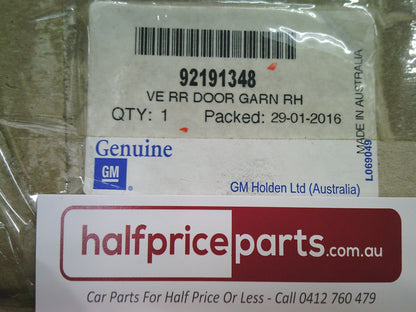 92191348
VE RR DOOR GARN RH
QTY: 1 Packed: 29-01-2016
MADE IN AUSTRALIA
L069049
Genuine
GM
GM Holden Ltd (Australia)
halfpriceparts.com.au
Car Parts For Half Price Or Less - Call 0412 760 479